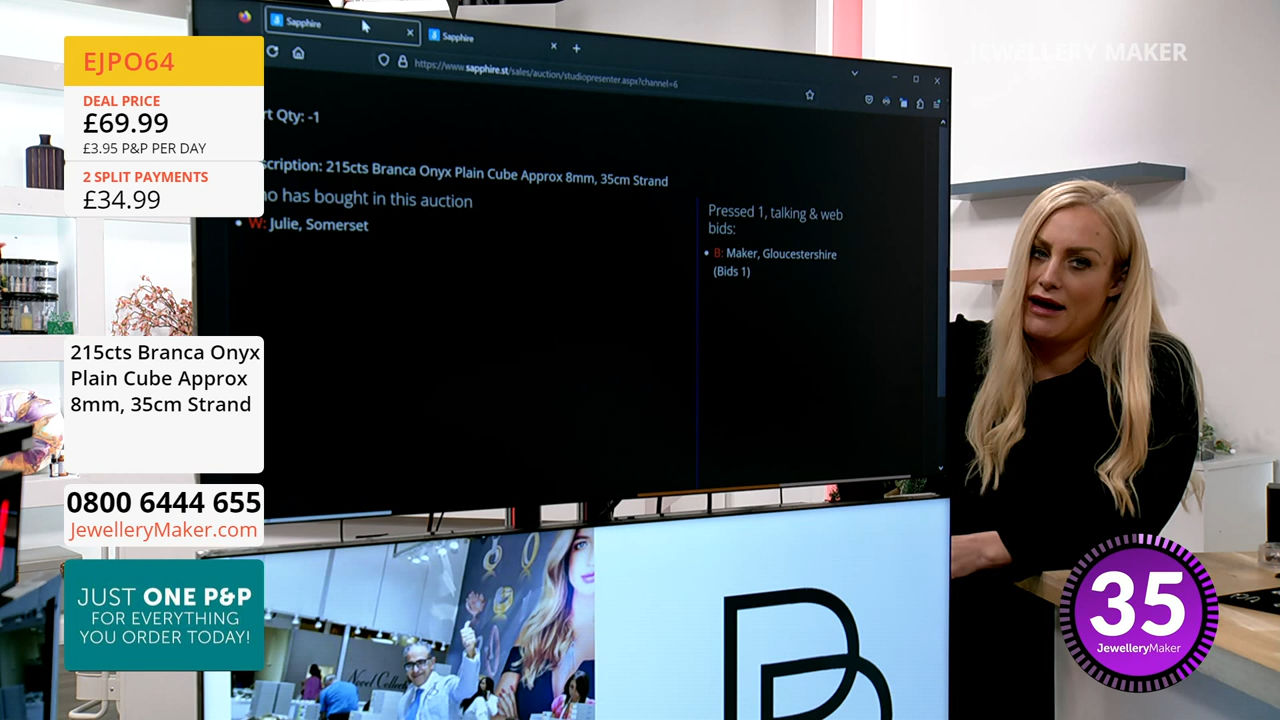 EJPO64
DEAL PRICE
£69.99
£3.95 P&P PER DAY
2 SPLIT PAYMENTS
£34.99
215cts Branca Onyx
Plain Cube Approx
8mm, 35cm Strand
0800 6444 655
JewelleryMaker.com
JUST ONE P&P
FOR EVERYTHING
YOU ORDER TODAY!
Sapphire
Sapphire
https://www.sapphire.st/sales/auction/studiopresenter.aspx?channel=6
rt Qty: -1
scription: 215cts Branca Onyx Plain Cube Approx 8mm, 35cm Strand
ho has bought in this auction
W: Julie, Somerset
Pressed 1, talking & web
bids:
B: Maker, Gloucestershire
(Bids 1)
JEWELLERY MAKER
35
JewelleryMaker